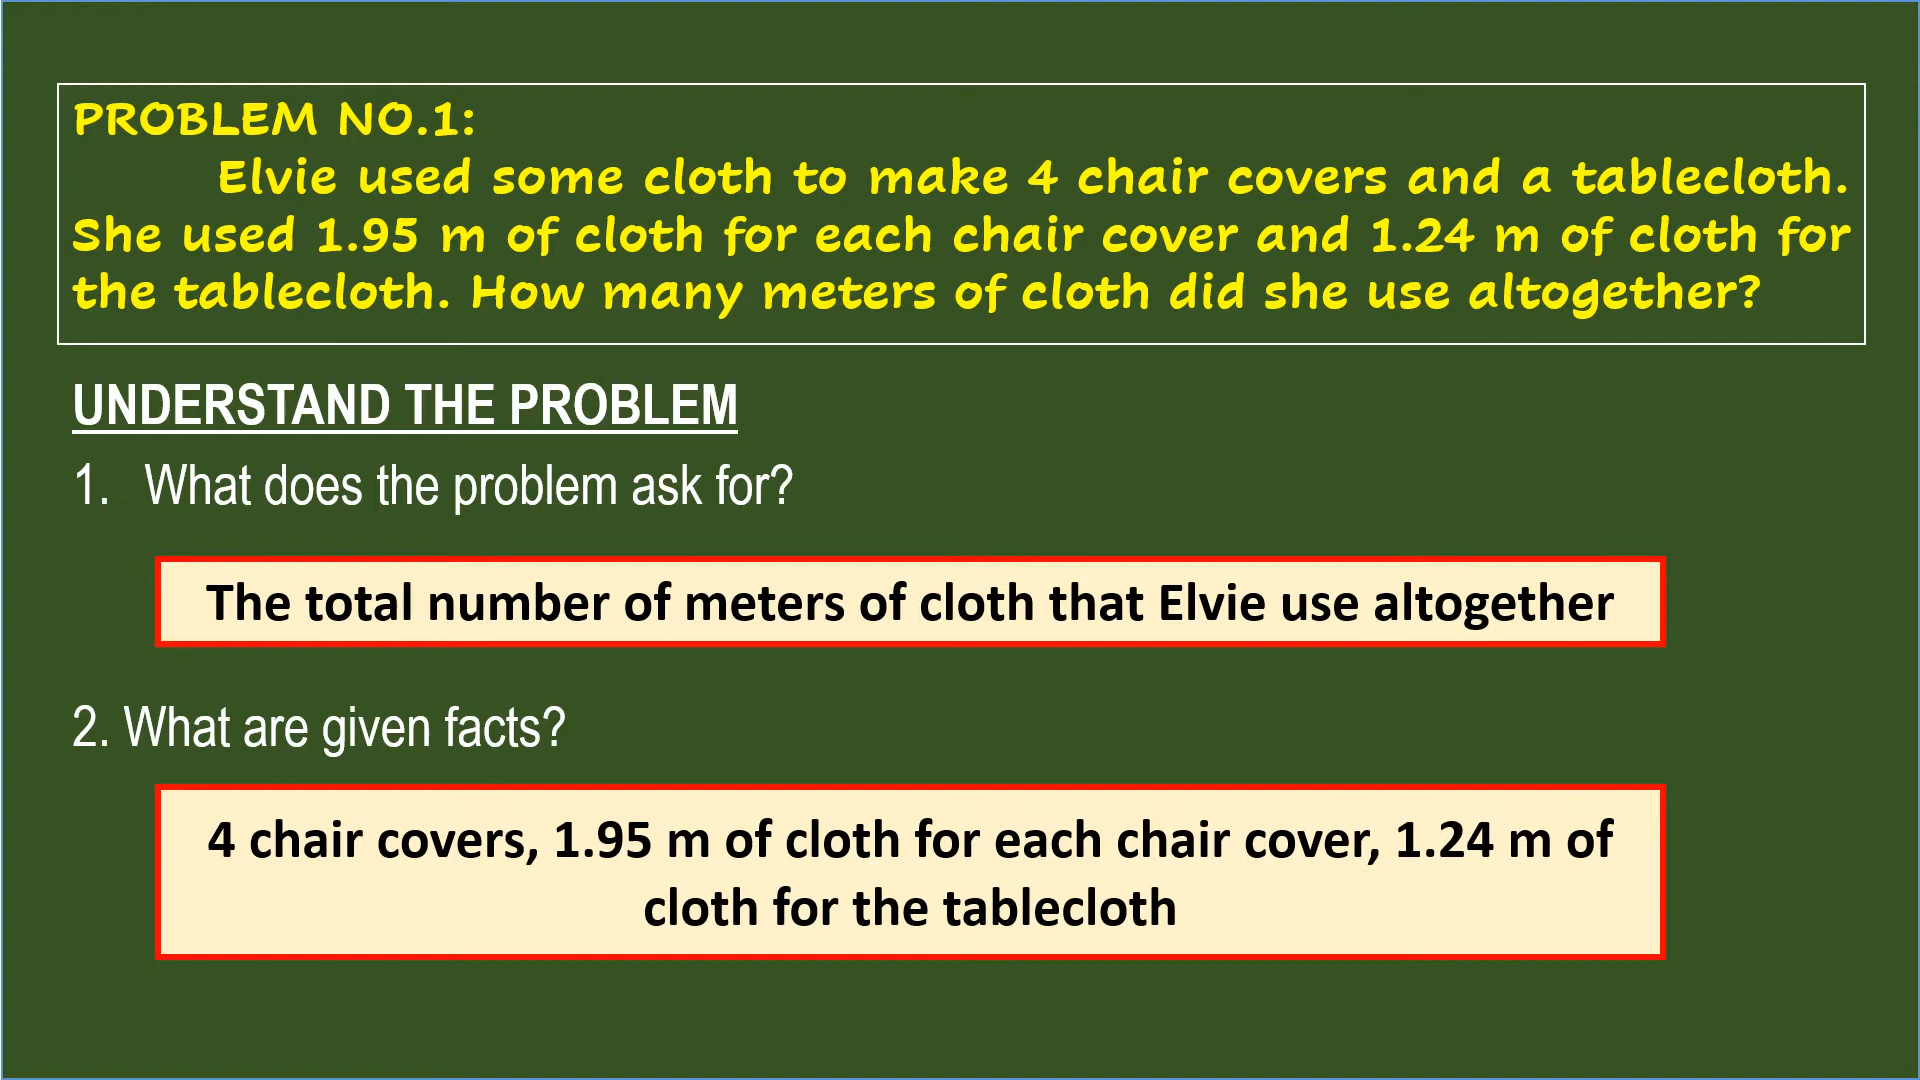 PROBLEM NO.1:
Elvie used some cloth to make 4 chair covers and a tablecloth.
She used 1.95 m of cloth for each chair cover and 1.24 m of cloth for
the tablecloth. How many meters of cloth did she use altogether?
UNDERSTAND THE PROBLEM
1. What does the problem ask for?
The total number of meters of cloth that Elvie use altogether
2. What are given facts?
4 chair covers, 1.95 m of cloth for each chair cover, 1.24 m of
cloth for the tablecloth